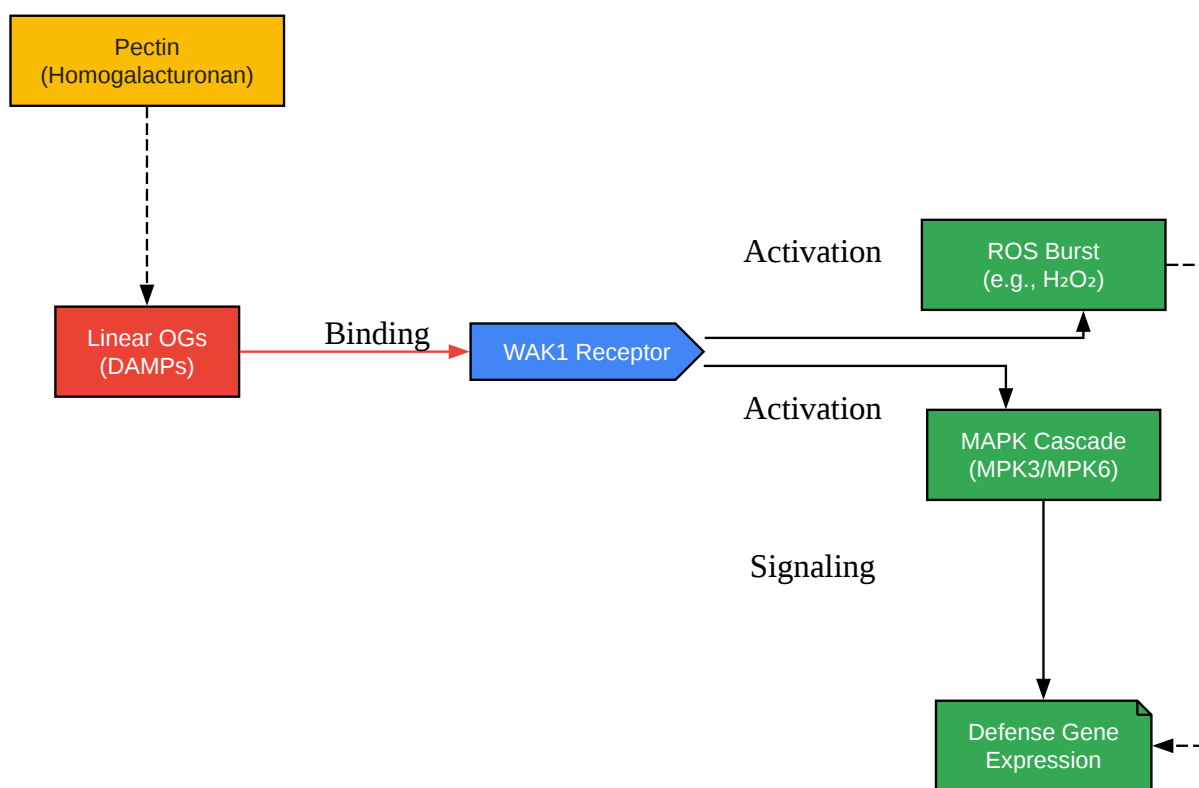 Pectin
(Homogalacturonan)
Activation
ROS Burst
(e.g., H₂O₂)
Linear OGs
(DAMPs)
Binding
WAK1 Receptor
Activation
MAPK Cascade
(MPK3/MPK6)
Signaling
Defense Gene
Expression